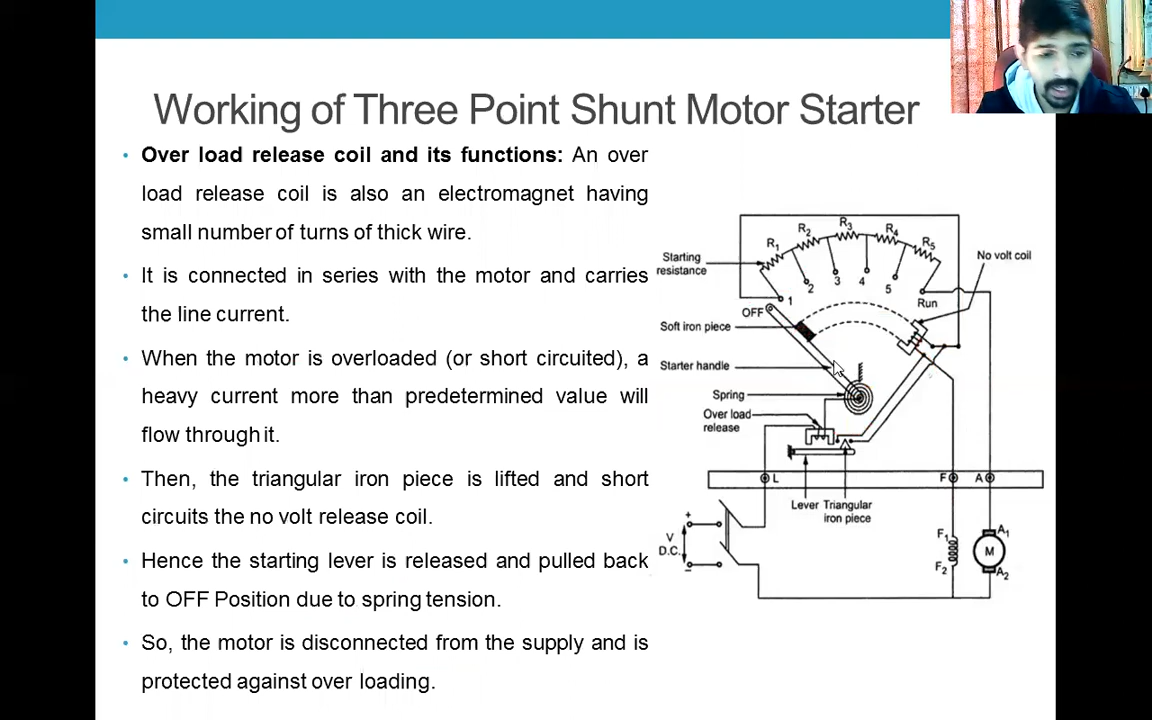 Working of Three Point Shunt Motor Starter
• Over load release coil and its functions: An over
load release coil is also an electromagnet having
small number of turns of thick wire.
• It is connected in series with the motor and carries
the line current.
• When the motor is overloaded (or short circuited), a
heavy current more than predetermined value will
flow through it.
• Then, the triangular iron piece is lifted and short
circuits the no volt release coil.
• Hence the starting lever is released and pulled back
to OFF Position due to spring tension.
• So, the motor is disconnected from the supply and is
protected against over loading.
R1
R2
R3
R4
R5
Starting
resistance
No volt coil
1
2
3
4
5
Run
OFF
Soft iron piece
Starter handle
Spring
Over load
release
L
F
A
Lever
Triangular
iron piece
+
V
D.C.
–
F1
F2
M
A1
A2